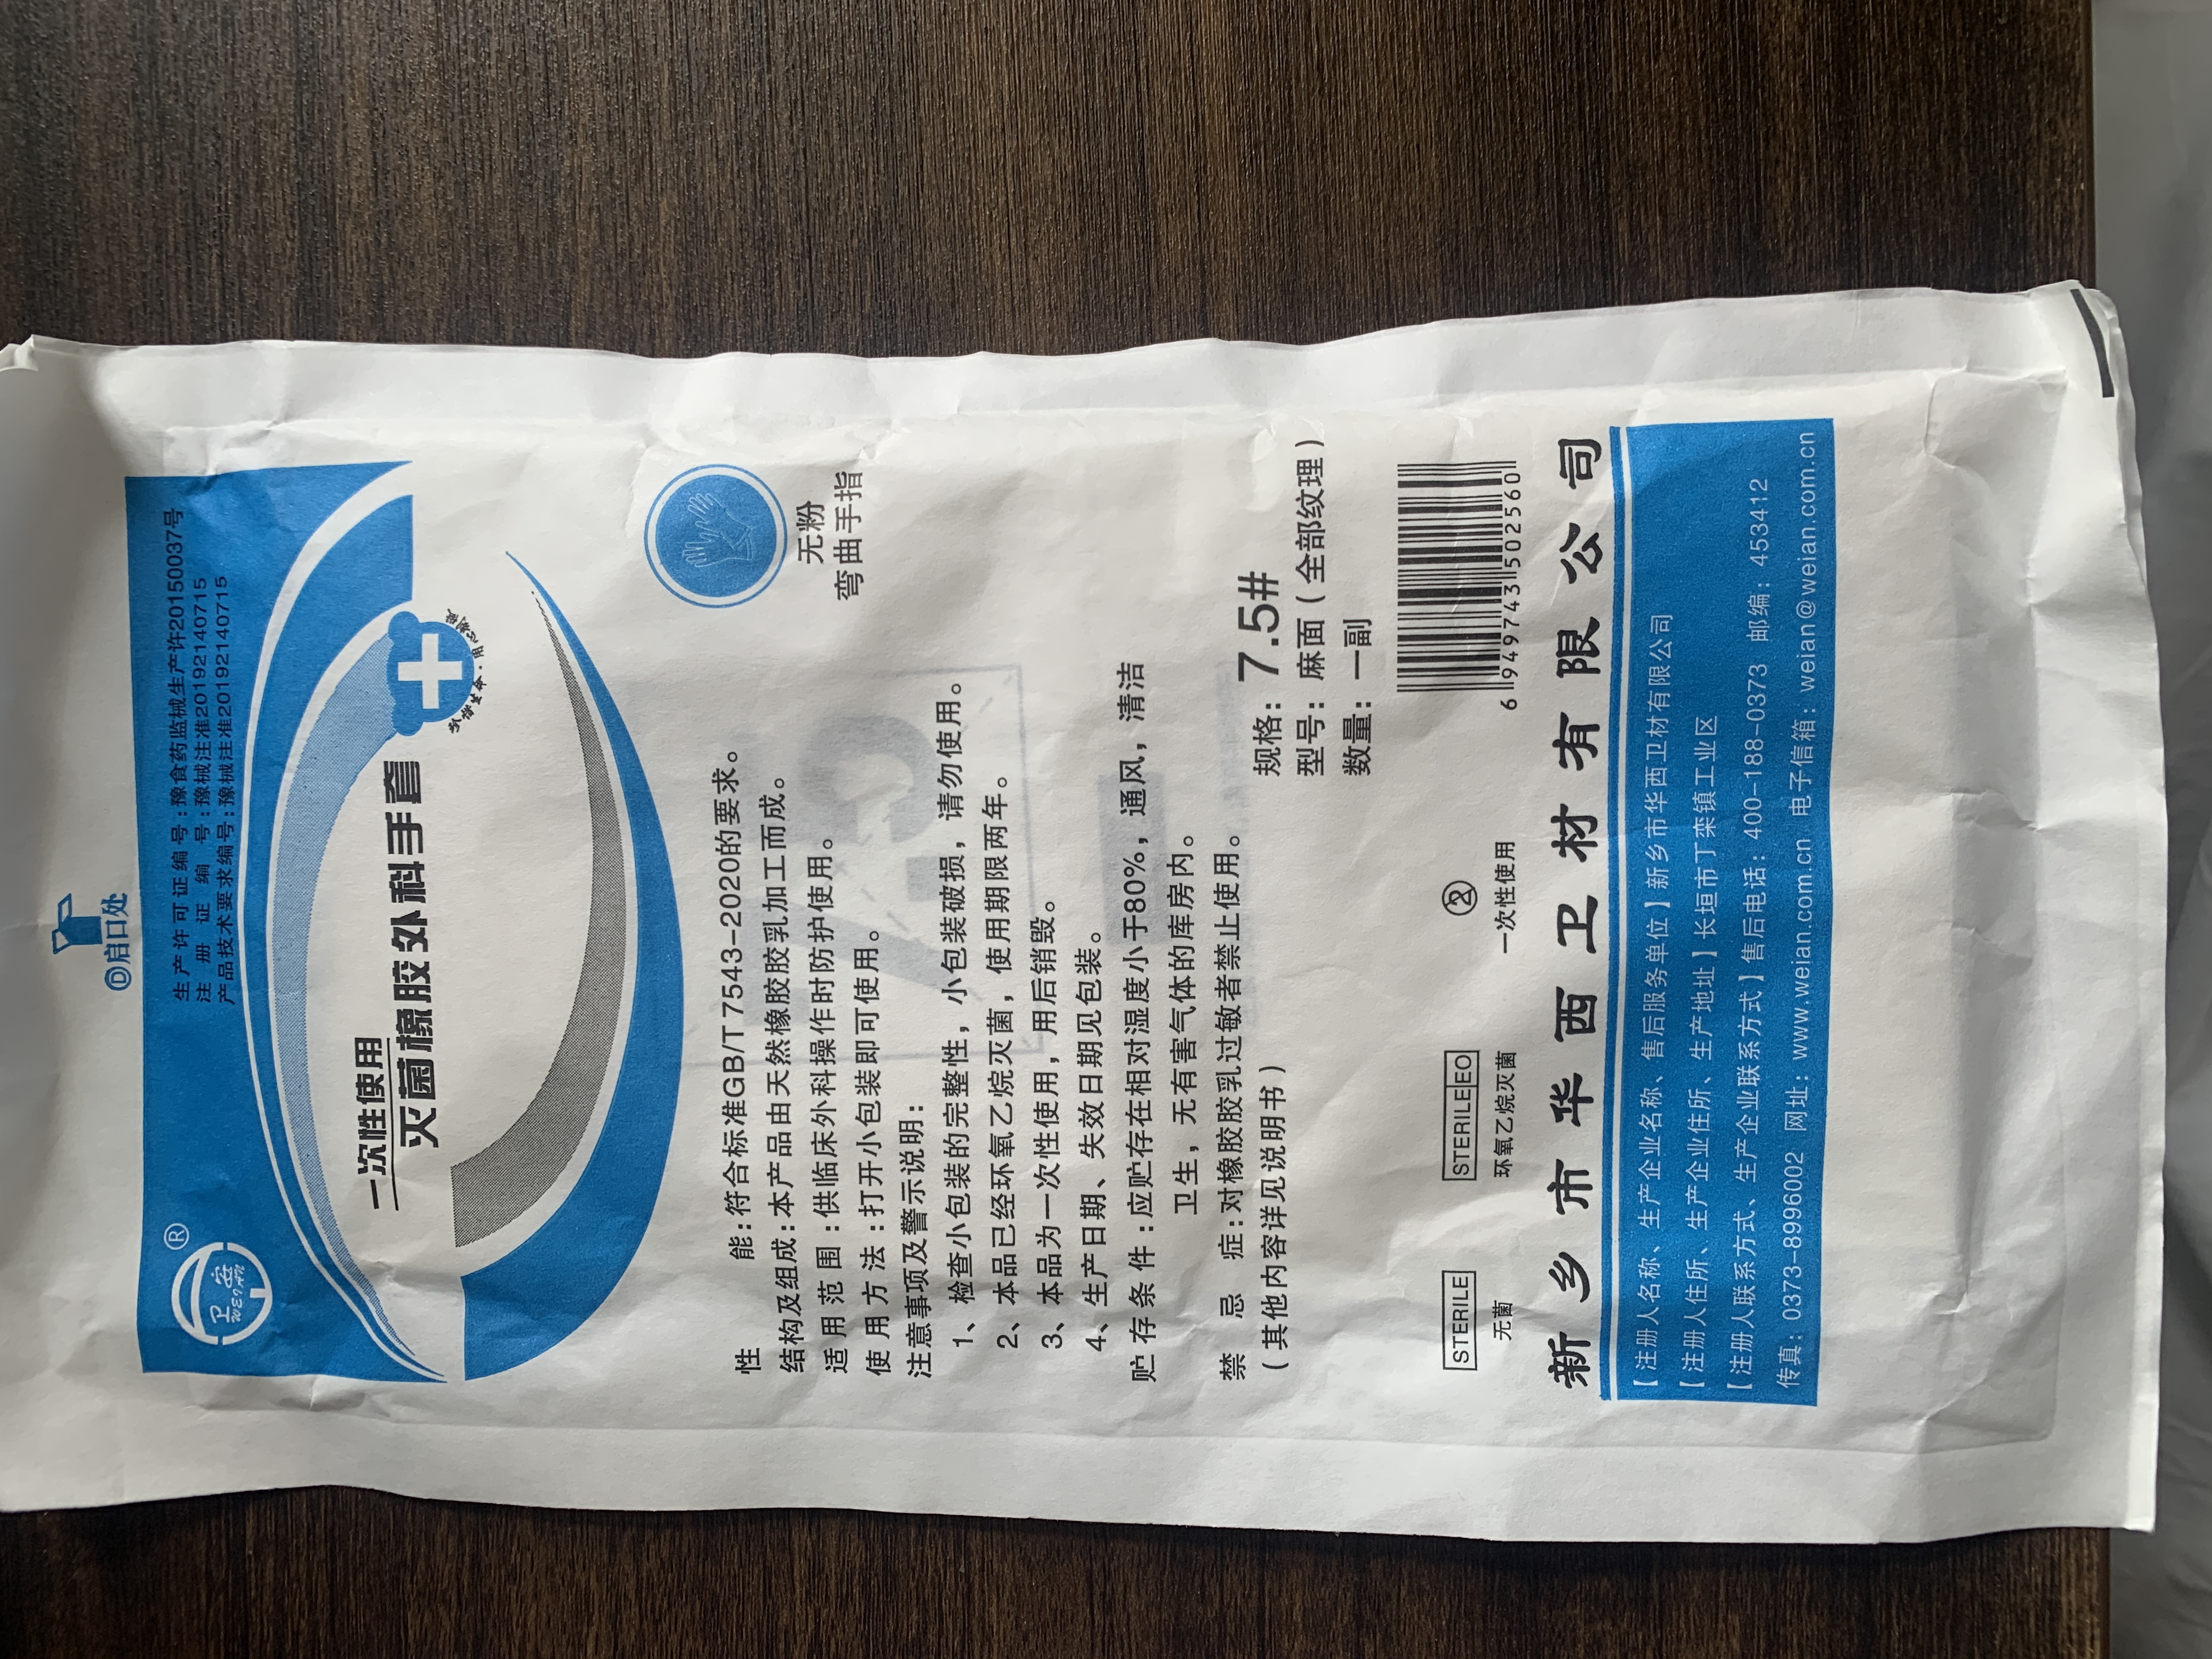 启口处
卫安
WEIAN
®
生产许可证编号:豫食药监械生产许20150037号
注册证编号:豫械注准20192140715
产品技术要求编号:豫械注准20192140715
一次性使用
灭菌橡胶外科手套
无粉
弯曲手指
性能:符合标准GB/T 7543-2020的要求。
结构及组成:本产品由天然橡胶胶乳加工而成。
适用范围:供临床外科操作时防护使用。
使用方法:打开小包装即可使用。
注意事项及警示说明:
1、检查小包装的完整性,小包装破损,请勿使用。
2、本品已经环氧乙烷灭菌,使用期限两年。
3、本品为一次性使用,用后销毁。
4、生产日期、失效日期见包装。
贮存条件:应贮存在相对湿度小于80%,通风,清洁
卫生,无有害气体的库房内。
禁忌症:对橡胶胶乳过敏者禁止使用。
(其他内容详见说明书)
规格:7.5#
型号:麻面(全部纹理)
数量:一副
STERILE
无菌
STERILE EO
环氧乙烷灭菌
2
一次性使用
6949743502560
新乡市华西卫材有限公司
【注册人名称、生产企业名称、售后服务单位】新乡市华西卫材有限公司
【注册人住所、生产企业住所、生产地址】长垣市丁栾镇工业区
【注册人联系方式、生产企业联系方式】售后电话:400-188-0373 邮编:453412
传真:0373-8996002 网址:www.weian.com.cn 电子信箱:weian@weian.com.cn